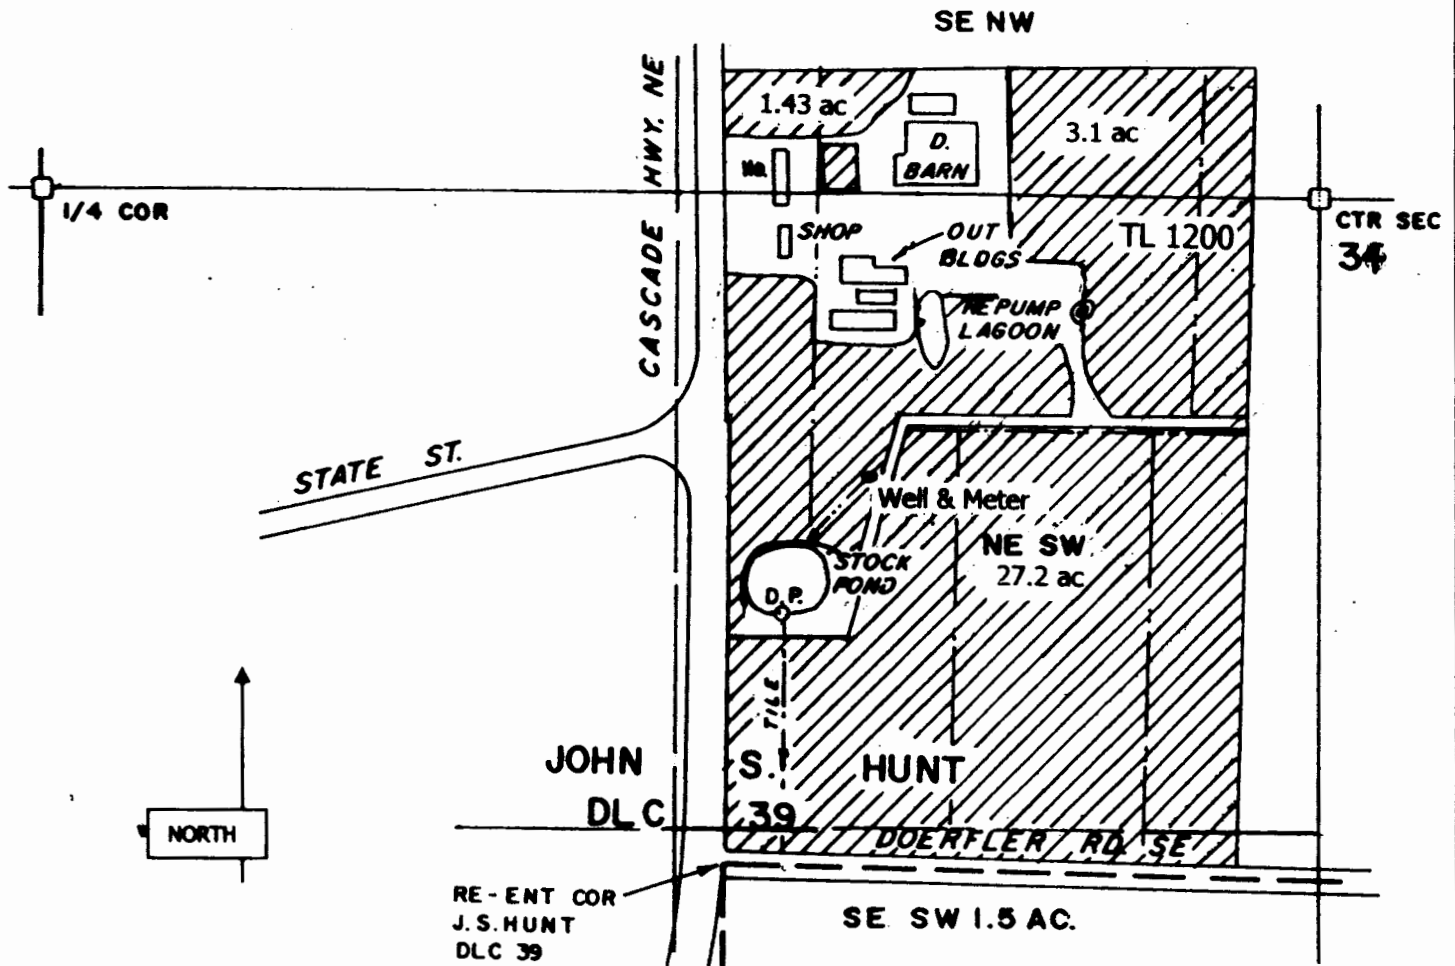 SE NW
CASCADE HWY. NE
1.43 ac
3.1 ac
D.
BARN
HO.
1/4 COR
CTR SEC
34
SHOP
OUT
BLDGS
TL 1200
REPUMP
LAGOON
STATE ST.
Well & Meter
NE SW
27.2 ac
STOCK
POND
D.P.
TILE
JOHN S. HUNT
DLC 39
NORTH
DOERFLER RD. SE
RE-ENT COR
J.S.HUNT
DLC 39
SE SW 1.5 AC.